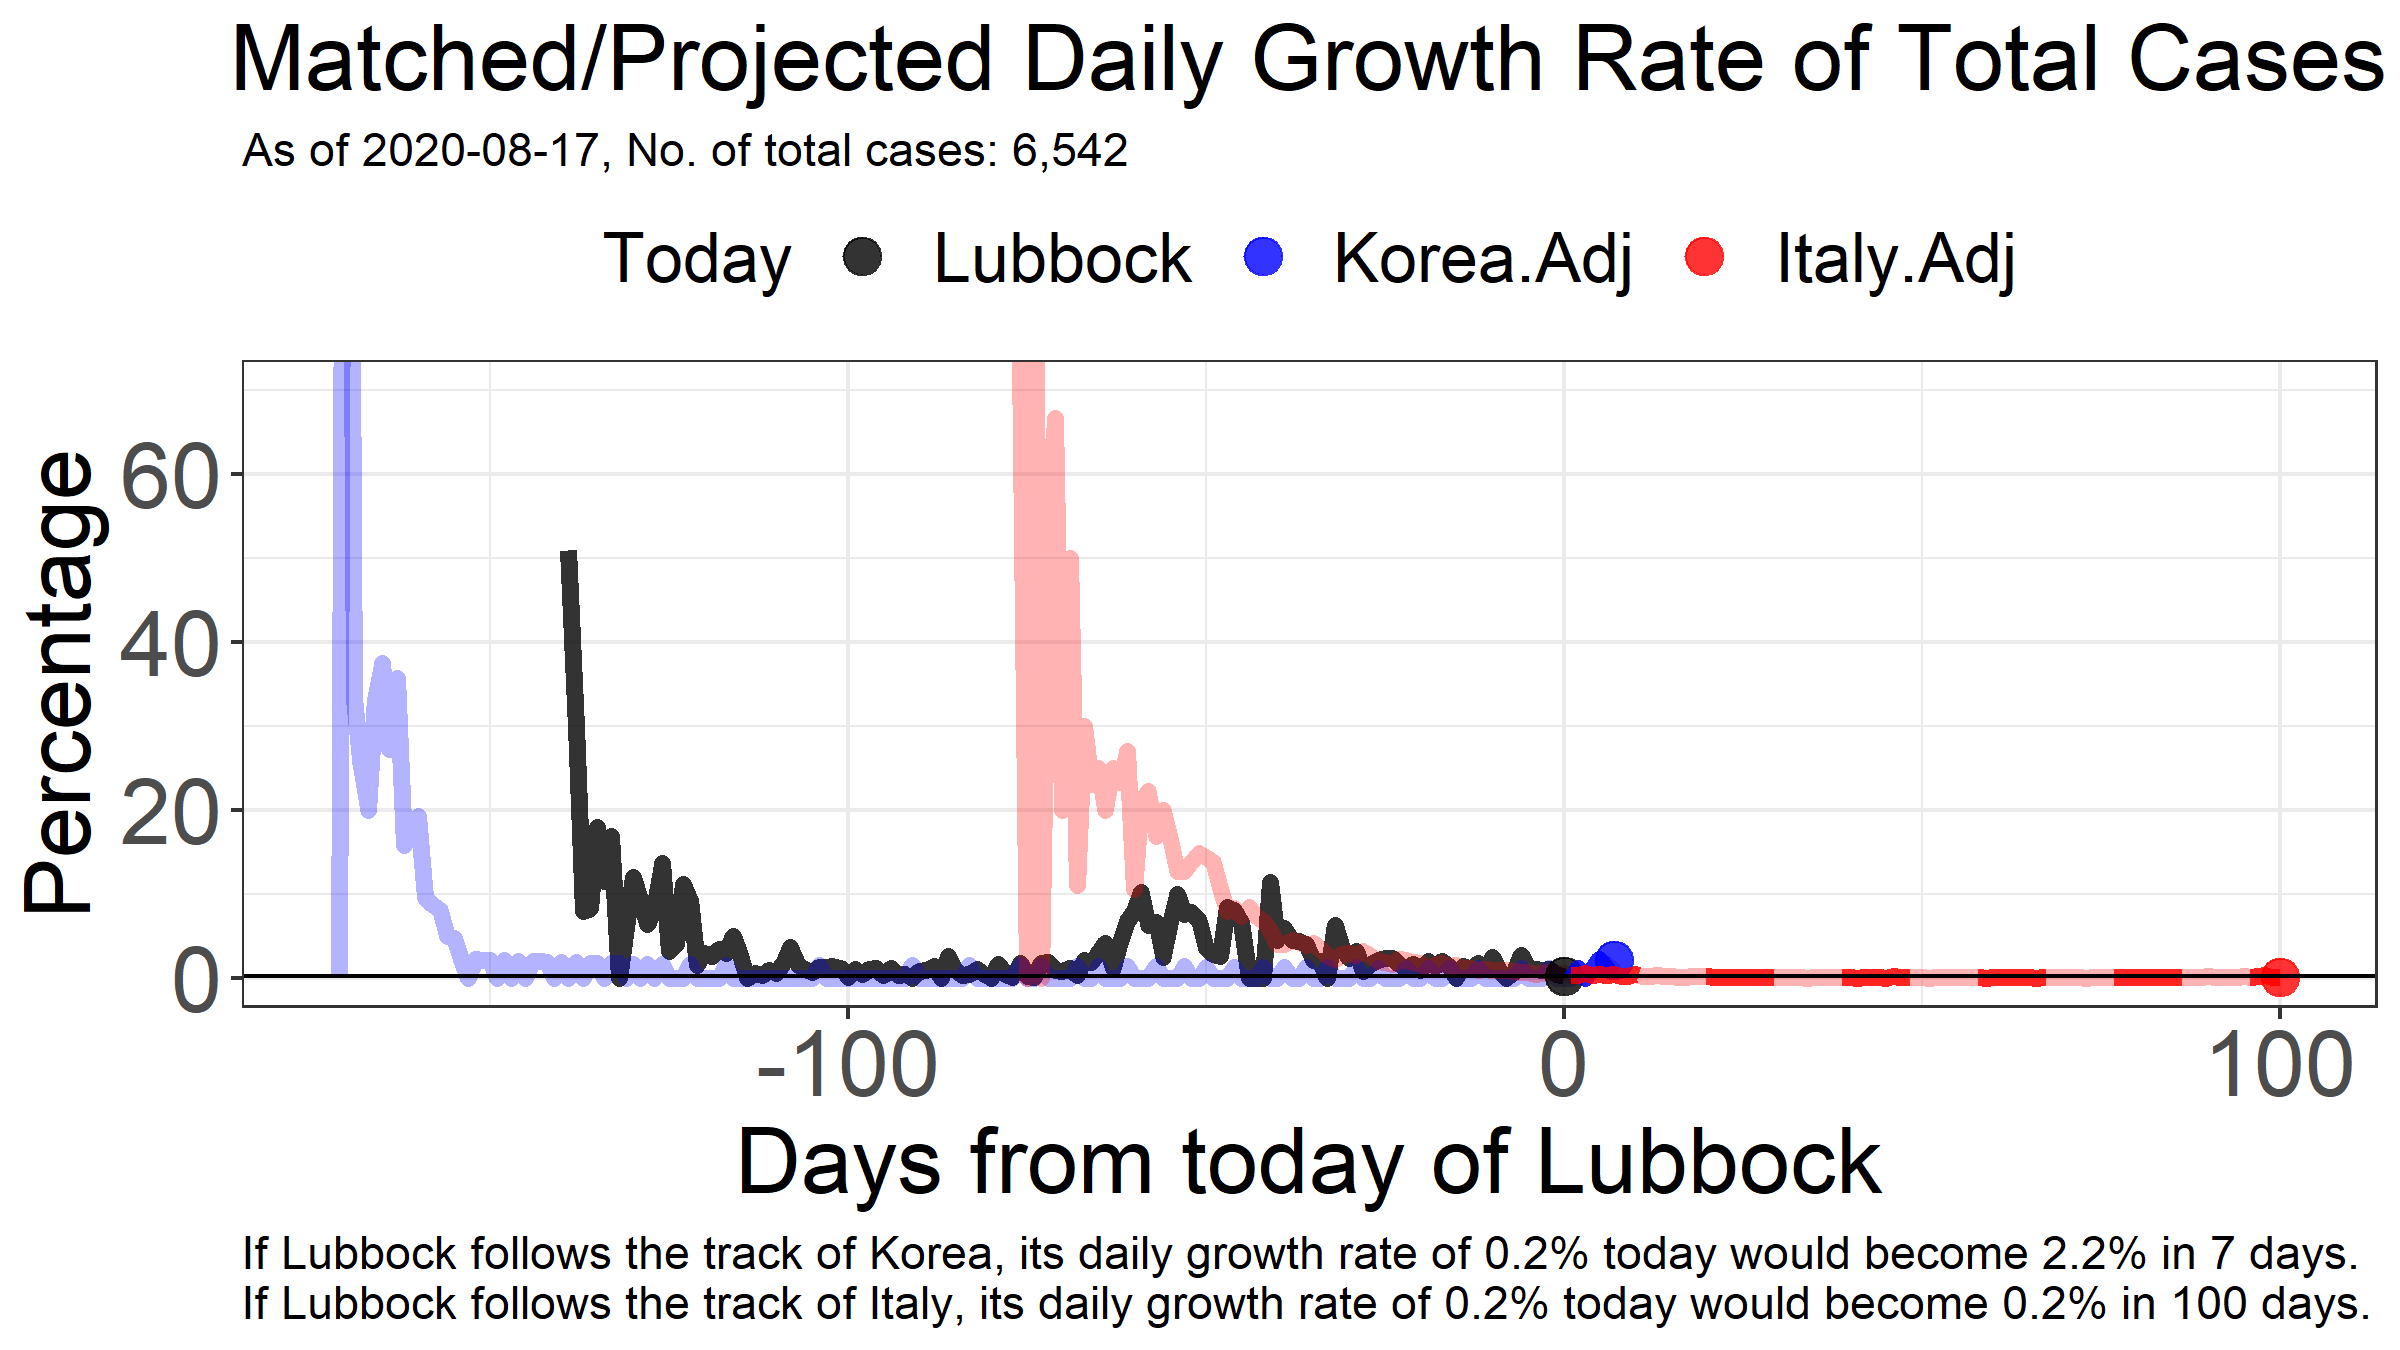 Matched/Projected Daily Growth Rate of Total Cases
As of 2020-08-17, No. of total cases: 6,542
Today Lubbock Korea.Adj Italy.Adj
Percentage
60
40
20
0
-100 0 100
Days from today of Lubbock
If Lubbock follows the track of Korea, its daily growth rate of 0.2% today would become 2.2% in 7 days.
If Lubbock follows the track of Italy, its daily growth rate of 0.2% today would become 0.2% in 100 days.